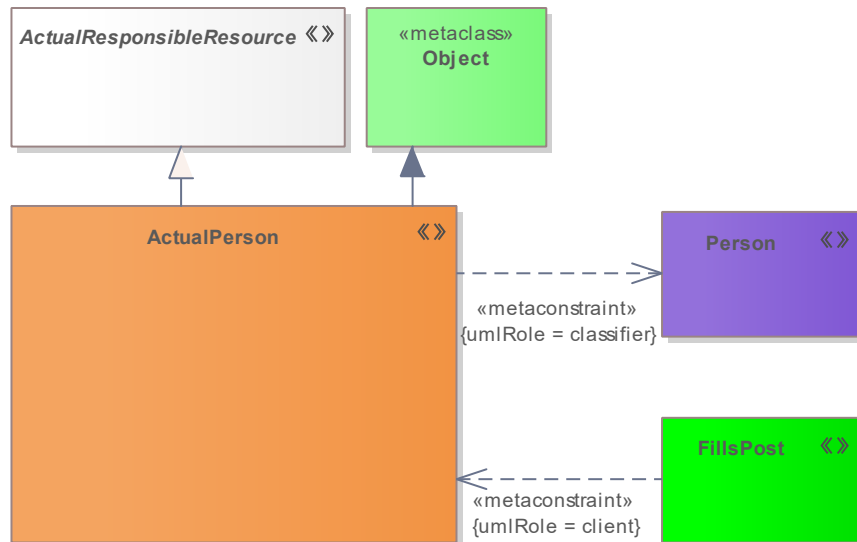 ActualResponsibleResource «»
«metaclass»
Object
ActualPerson «»
Person «»
«metaconstraint»
{umlRole = classifier}
FillsPost «»
«metaconstraint»
{umlRole = client}